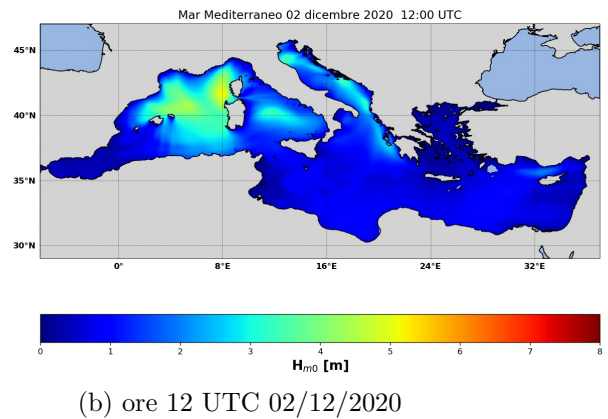 Mar Mediterraneo 02 dicembre 2020 12:00 UTC
45°N
40°N
35°N
30°N
0° 8°E 16°E 24°E 32°E
0 1 2 3 4 5 6 7 8
Hm0 [m]
(b) ore 12 UTC 02/12/2020